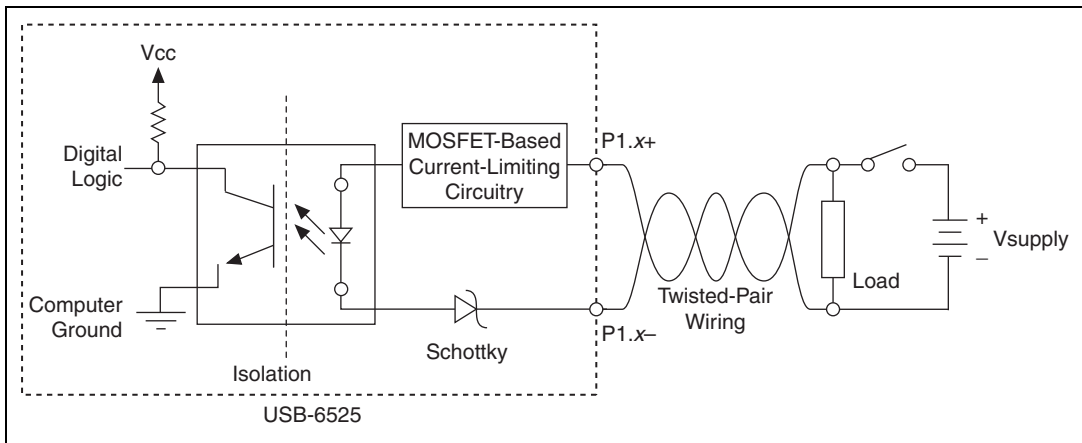 Vcc
Digital
Logic
MOSFET-Based
Current-Limiting
Circuitry
P1.x+
+
Vsupply
–
Load
Twisted-Pair
Wiring
Computer
Ground
P1.x–
Schottky
Isolation
USB-6525